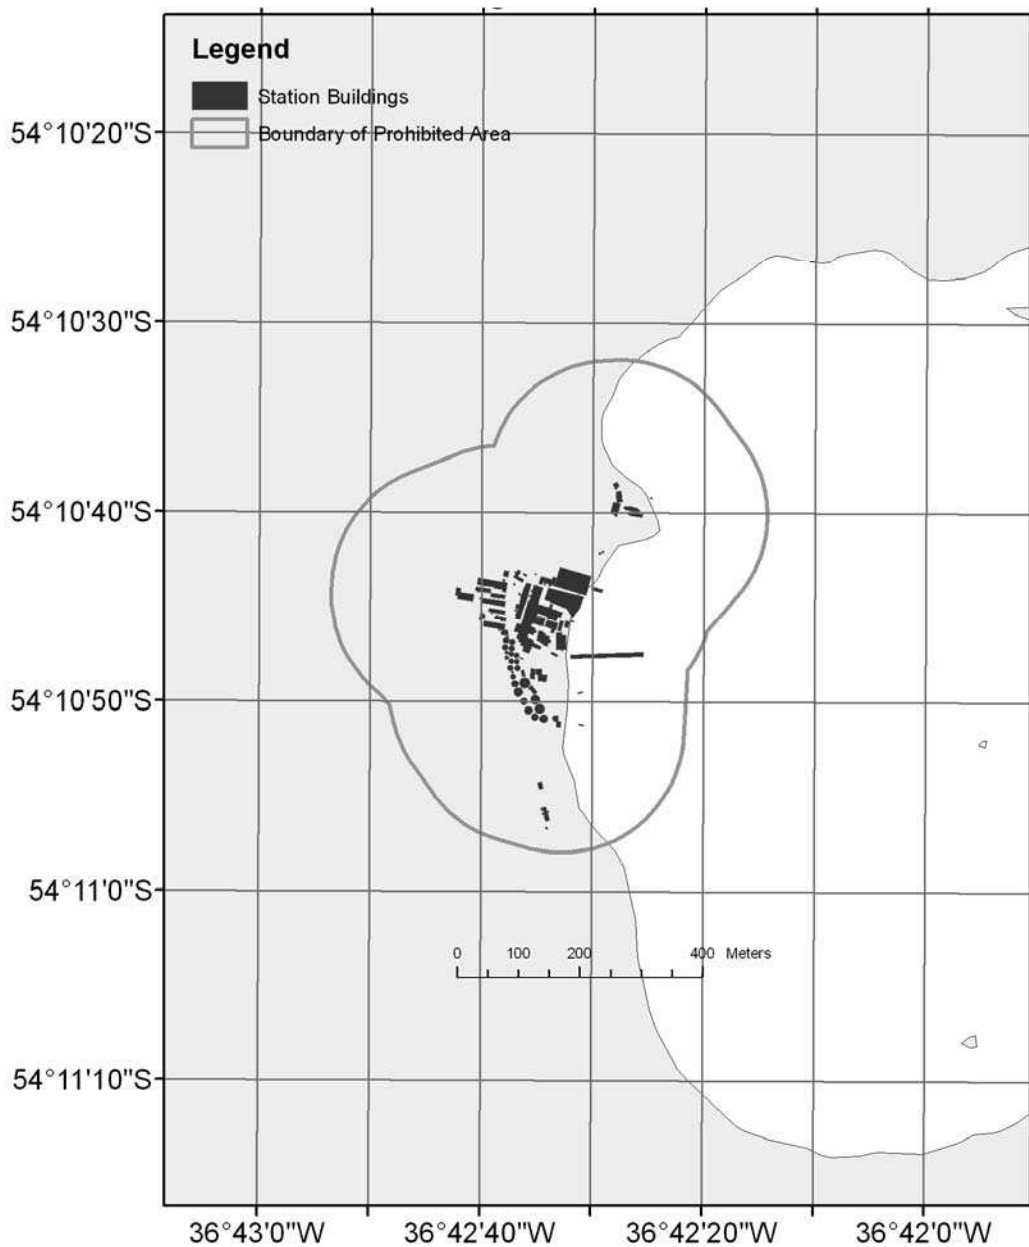 Legend
Station Buildings
Boundary of Prohibited Area
54°10'20"S
54°10'30"S
54°10'40"S
54°10'50"S
54°11'0"S
0 100 200 400 Meters
54°11'10"S
36°43'0"W 36°42'40"W 36°42'20"W 36°42'0"W